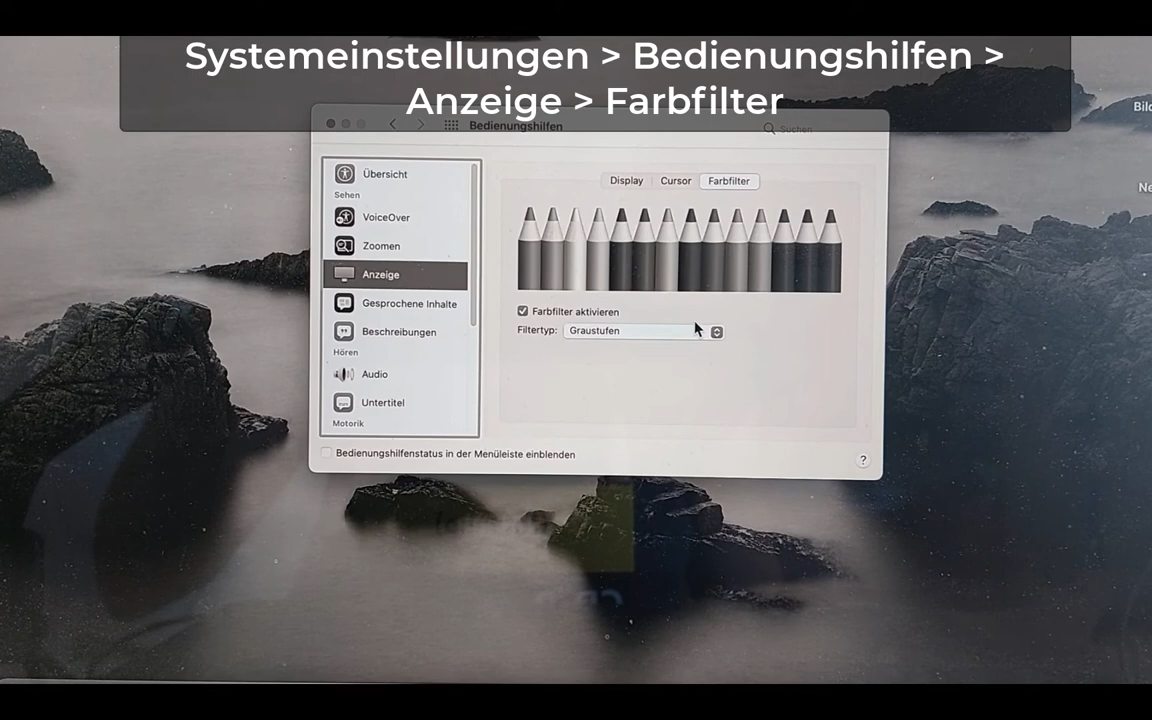 Systemeinstellungen > Bedienungshilfen >
Anzeige > Farbfilter
Bedienungshilfen
Suchen
Übersicht
Sehen
VoiceOver
Zoomen
Anzeige
Gesprochene Inhalte
Beschreibungen
Hören
Audio
Untertitel
Motorik
Display Cursor Farbfilter
Farbfilter aktivieren
Filtertyp: Graustufen
Bedienungshilfenstatus in der Menüleiste einblenden
?